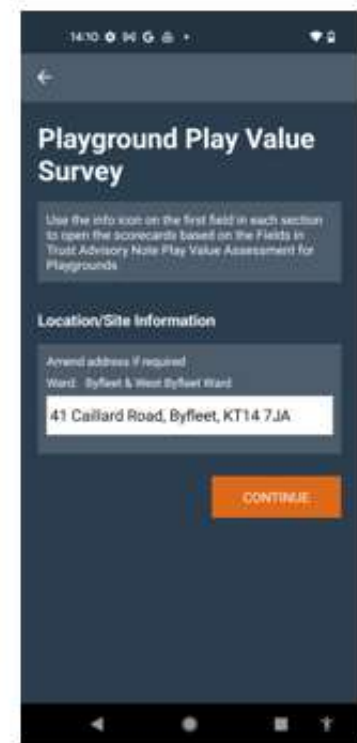 14:10
Playground Play Value
Survey
Use the info icon on the first field in each section
to open the scorecards based on the Fields in
Trust Advisory Note Play Value Assessment for
Playgrounds
Location/Site Information
Amend address if required
Ward: Byfleet & West Byfleet Ward
41 Caillard Road, Byfleet, KT14 7JA
CONTINUE